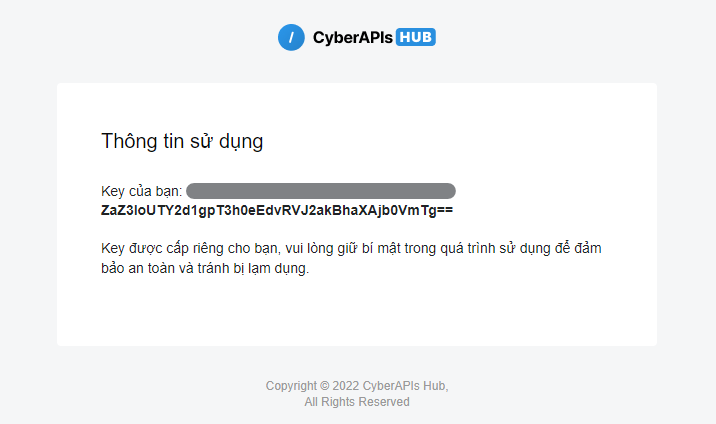 / CyberAPIs HUB
Thông tin sử dụng
Key của bạn:
ZaZ3loUTY2d1gpT3h0eEdvRVJ2akBhaXAjb0VmTg==
Key được cấp riêng cho bạn, vui lòng giữ bí mật trong quá trình sử dụng để đảm
bảo an toàn và tránh bị lạm dụng.
Copyright © 2022 CyberAPIs Hub,
All Rights Reserved